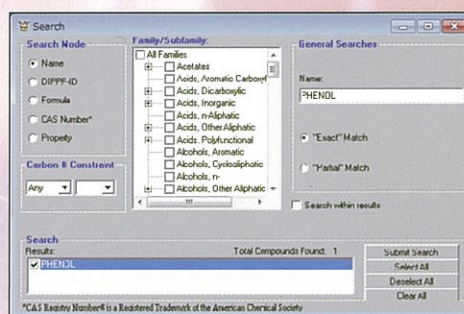 Search
Search Mode
Name
DIPPF-ID
Formula
CAS Number*
Property
Carbon # Constraint
Any
Family/Subfamily:
All Families
Acetates
Acids, Aromatic Carboxyl
Acids, Dicarboxylic
Acids, Inorganic
Acids, n-Aliphatic
Acids, Other Aliphatic
Acids, Polyfunctional
Alcohols, Aromatic
Alcohols, Cycloaliphatic
Alcohols, n-
Alcohols, Other Aliphatic
General Searches
Name:
PHENOL
"Exact" Match
"Partial" Match
Search within results
Search
Results:
Total Compounds Found: 1
PHENOL
Submit Search
Select All
Deselect All
Clear All
*CAS Registry Number® is a Registered Trademark of the American Chemical Society